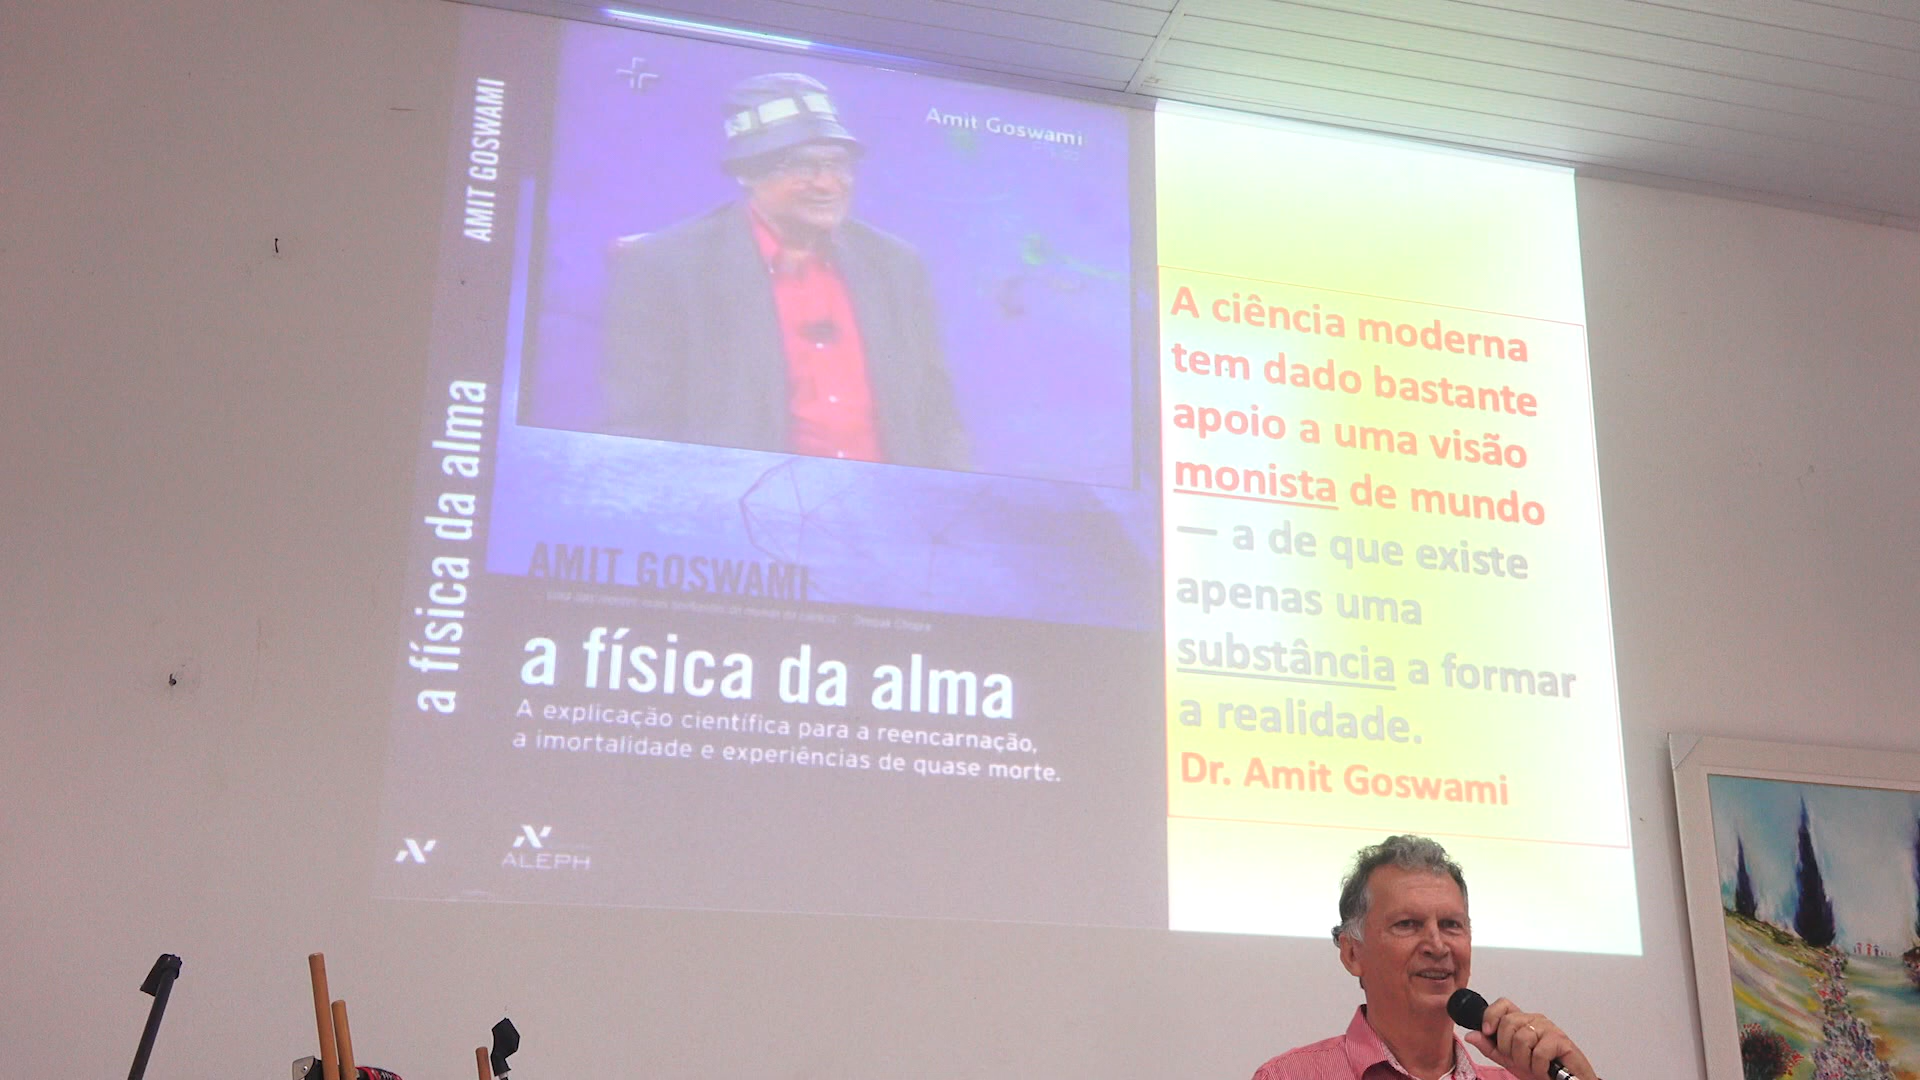 AMIT GOSWAMI
a física da alma
Amit Goswami
AMIT GOSWAMI
Deepak Chopra
a física da alma
A explicação científica para a reencarnação,
a imortalidade e experiências de quase morte.
ALEPH
A ciência moderna
tem dado bastante
apoio a uma visão
monista de mundo
— a de que existe
apenas uma
substância a formar
a realidade.
Dr. Amit Goswami